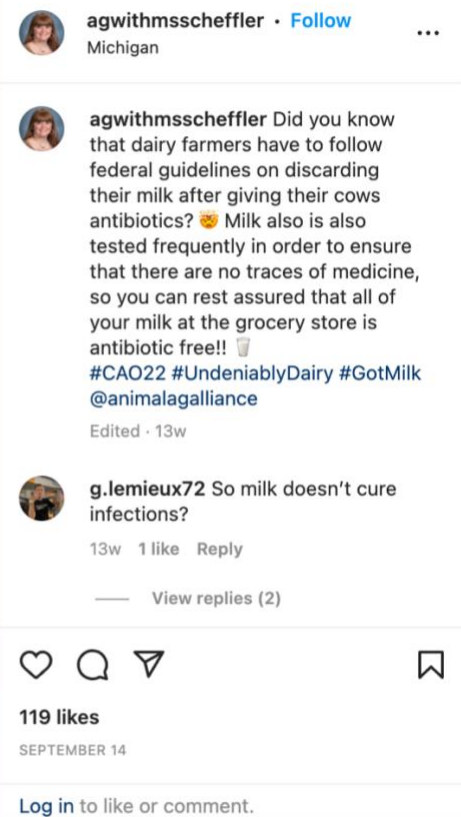 agwithmsscheffler • Follow
Michigan
agwithmsscheffler Did you know
that dairy farmers have to follow
federal guidelines on discarding
their milk after giving their cows
antibiotics? 🤯 Milk also is also
tested frequently in order to ensure
that there are no traces of medicine,
so you can rest assured that all of
your milk at the grocery store is
antibiotic free!! 🥛
#CAO22 #UndeniablyDairy #GotMilk
@animalagalliance
Edited · 13w
g.lemieux72 So milk doesn't cure
infections?
13w 1 like Reply
View replies (2)
119 likes
SEPTEMBER 14
Log in to like or comment.